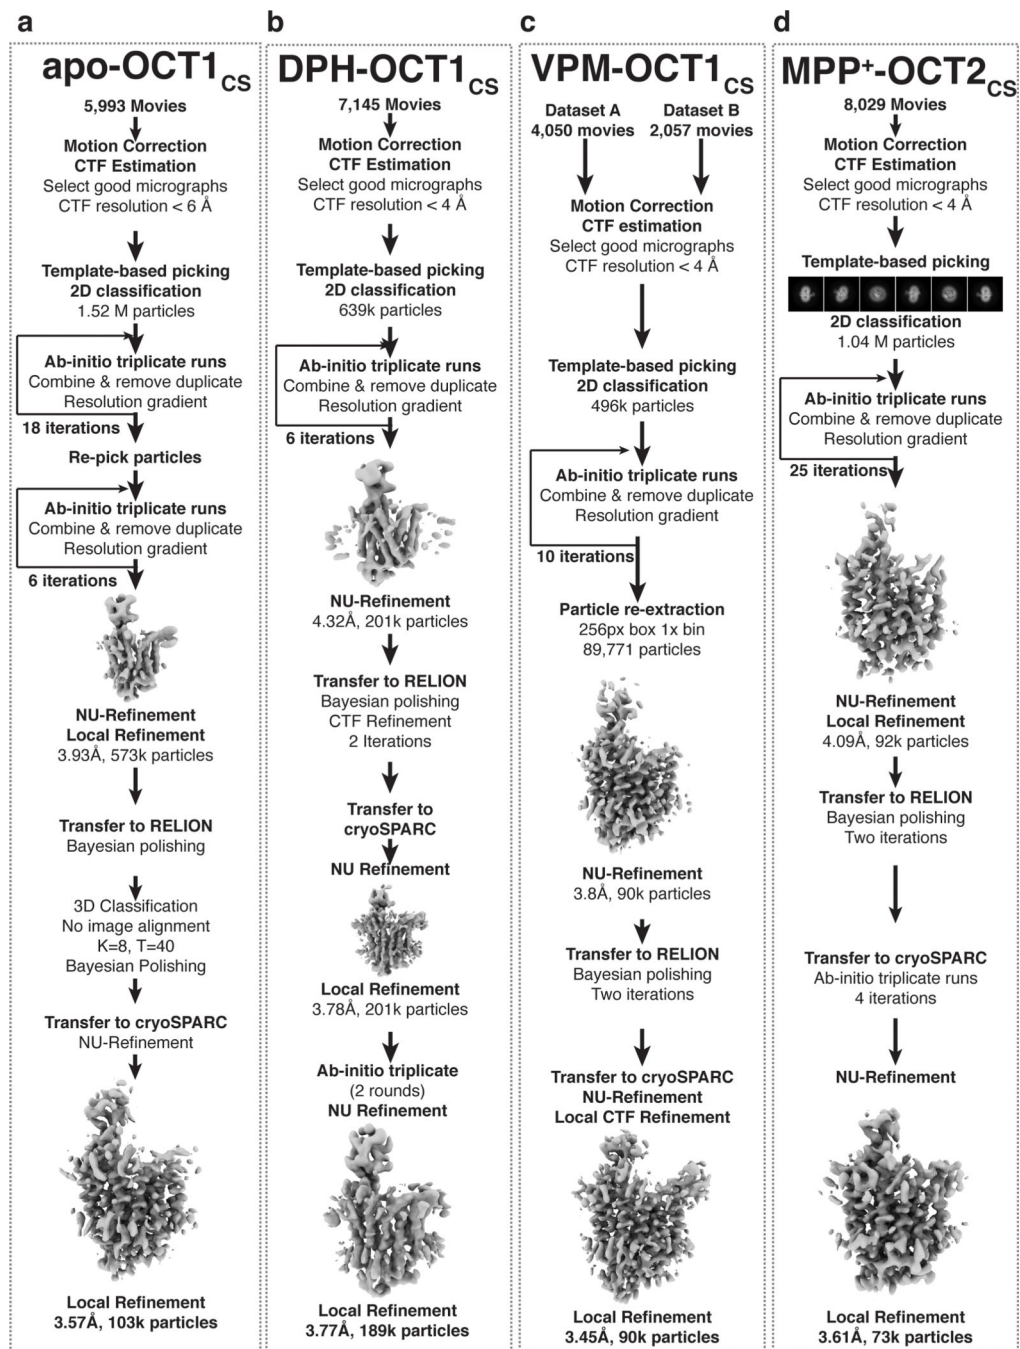 a
apo-OCT1CS
5,993 Movies
Motion Correction
CTF Estimation
Select good micrographs
CTF resolution < 6 Å
Template-based picking
2D classification
1.52 M particles
Ab-initio triplicate runs
Combine & remove duplicate
Resolution gradient
18 iterations
Re-pick particles
Ab-initio triplicate runs
Combine & remove duplicate
Resolution gradient
6 iterations
NU-Refinement
Local Refinement
3.93Å, 573k particles
Transfer to RELION
Bayesian polishing
3D Classification
No image alignment
K=8, T=40
Bayesian Polishing
Transfer to cryoSPARC
NU-Refinement
Local Refinement
3.57Å, 103k particles
b
DPH-OCT1CS
7,145 Movies
Motion Correction
CTF Estimation
Select good micrographs
CTF resolution < 4 Å
Template-based picking
2D classification
639k particles
Ab-initio triplicate runs
Combine & remove duplicate
Resolution gradient
6 iterations
NU-Refinement
4.32Å, 201k particles
Transfer to RELION
Bayesian polishing
CTF Refinement
2 Iterations
Transfer to
cryoSPARC
NU Refinement
Local Refinement
3.78Å, 201k particles
Ab-initio triplicate
(2 rounds)
NU Refinement
Local Refinement
3.77Å, 189k particles
c
VPM-OCT1CS
Dataset A
4,050 movies
Dataset B
2,057 movies
Motion Correction
CTF estimation
Select good micrographs
CTF resolution < 4 Å
Template-based picking
2D classification
496k particles
Ab-initio triplicate runs
Combine & remove duplicate
Resolution gradient
10 iterations
Particle re-extraction
256px box 1x bin
89,771 particles
NU-Refinement
3.8Å, 90k particles
Transfer to RELION
Bayesian polishing
Two iterations
Transfer to cryoSPARC
NU-Refinement
Local CTF Refinement
Local Refinement
3.45Å, 90k particles
d
MPP⁺-OCT2CS
8,029 Movies
Motion Correction
CTF Estimation
Select good micrographs
CTF resolution < 4Å
Template-based picking
2D classification
1.04 M particles
Ab-initio triplicate runs
Combine & remove duplicate
Resolution gradient
25 iterations
NU-Refinement
Local Refinement
4.09Å, 92k particles
Transfer to RELION
Bayesian polishing
Two iterations
Transfer to cryoSPARC
Ab-initio triplicate runs
4 iterations
NU-Refinement
Local Refinement
3.61Å, 73k particles